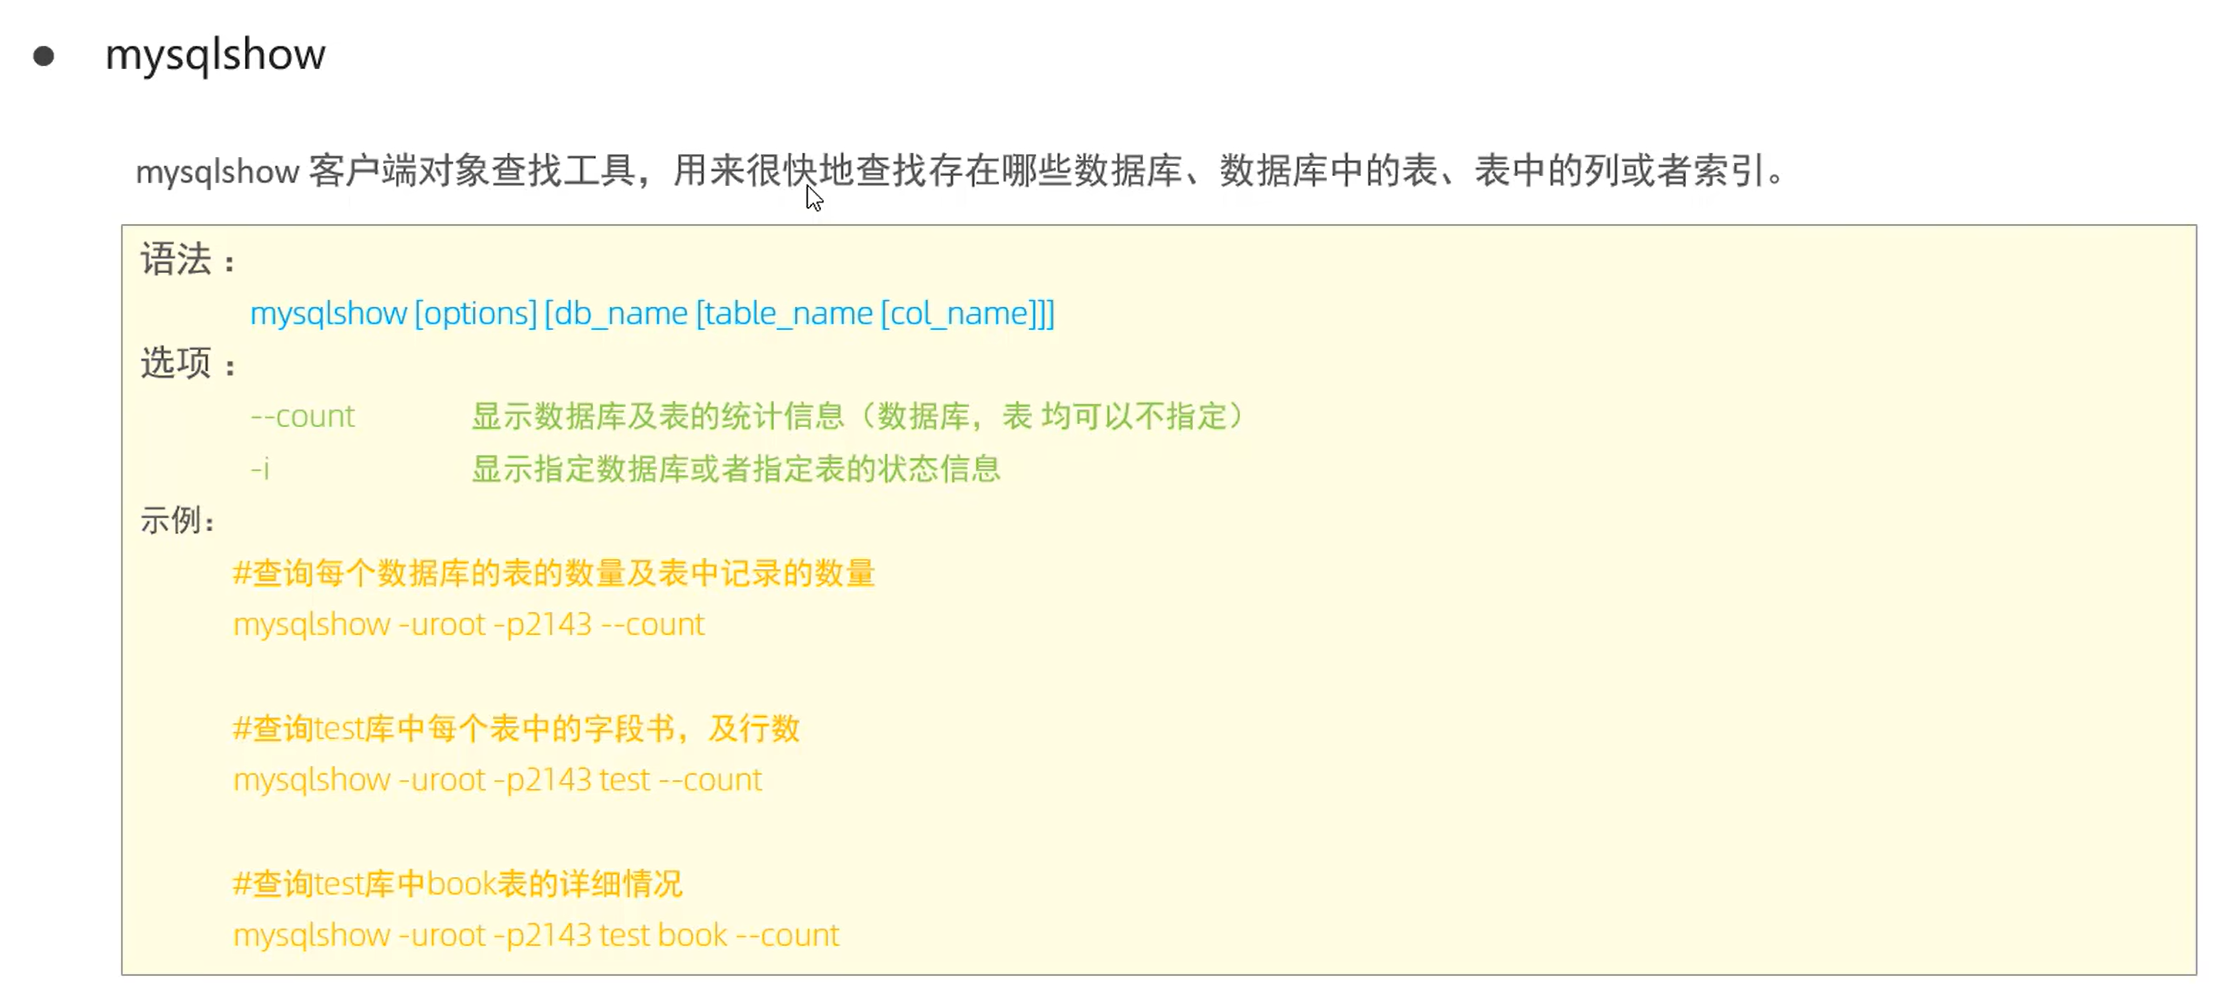 mysqlshow
mysqlshow 客户端对象查找工具，用来很快地查找存在哪些数据库、数据库中的表、表中的列或者索引。
语法：
mysqlshow [options] [db_name [table_name [col_name]]]
选项：
--count 显示数据库及表的统计信息（数据库，表 均可以不指定）
-i 显示指定数据库或者指定表的状态信息
示例：
#查询每个数据库的表的数量及表中记录的数量
mysqlshow -uroot -p2143 --count
#查询test库中每个表中的字段书，及行数
mysqlshow -uroot -p2143 test --count
#查询test库中book表的详细情况
mysqlshow -uroot -p2143 test book --count